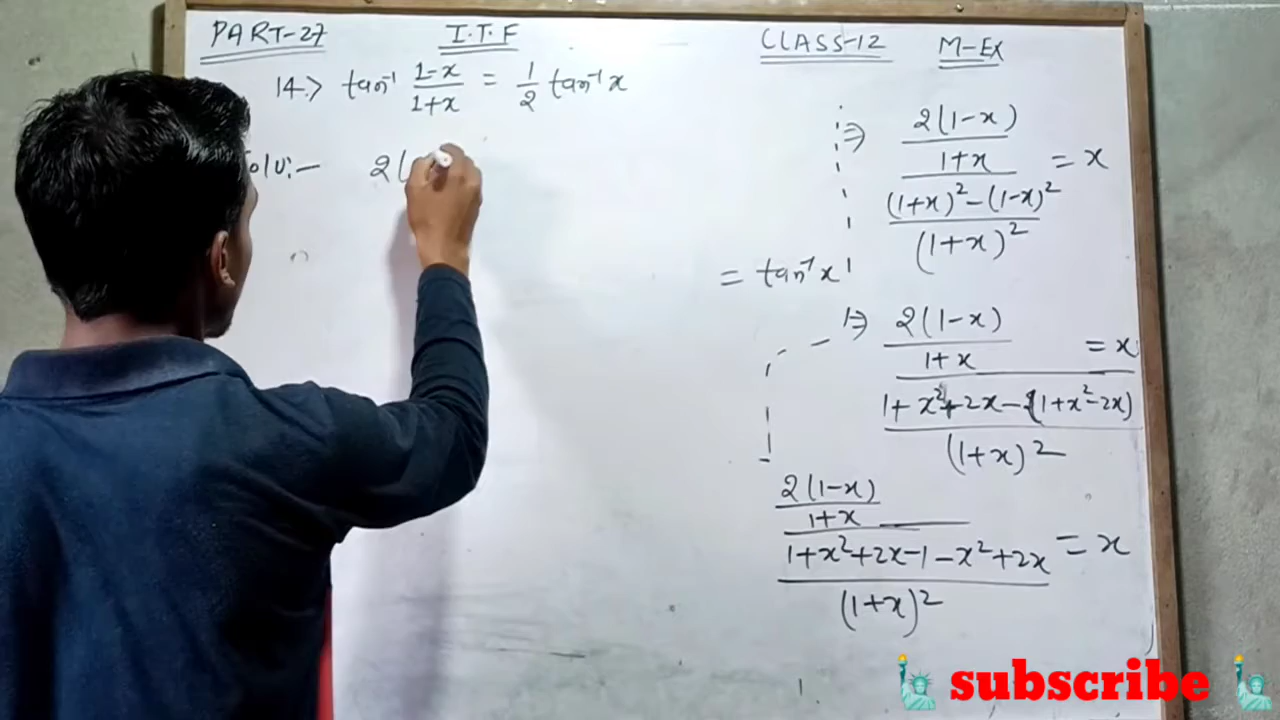 PART-27 I.T.F CLASS-12 M-Ex
14.> tan⁻¹ (1-x)/(1+x) = 1/2 tan⁻¹ x
Solu:- 2(
⇒ (2(1-x)/(1+x))/(((1+x)²-(1-x)²)/(1+x)²) = x
= tan⁻¹ x
⇒ (2(1-x)/(1+x))/((1+x²+2x-(1+x²-2x))/(1+x)²) = x
(2(1-x)/(1+x))/((1+x²+2x-1-x²+2x)/(1+x)²) = x
subscribe